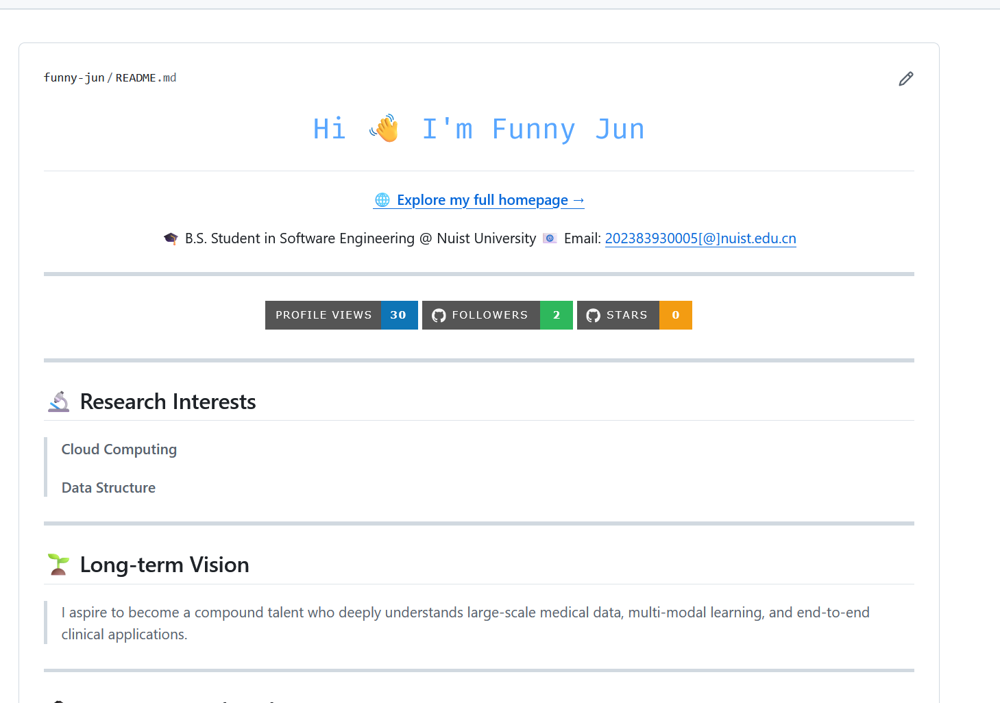 funny-jun / README.md
Hi 👋 I'm Funny Jun
🌐 Explore my full homepage →
🎓 B.S. Student in Software Engineering @ Nuist University 📧 Email: 202383930005[@]nuist.edu.cn
PROFILE VIEWS 30 FOLLOWERS 2 STARS 0
🔬 Research Interests
Cloud Computing
Data Structure
🌱 Long-term Vision
I aspire to become a compound talent who deeply understands large-scale medical data, multi-modal learning, and end-to-end
clinical applications.